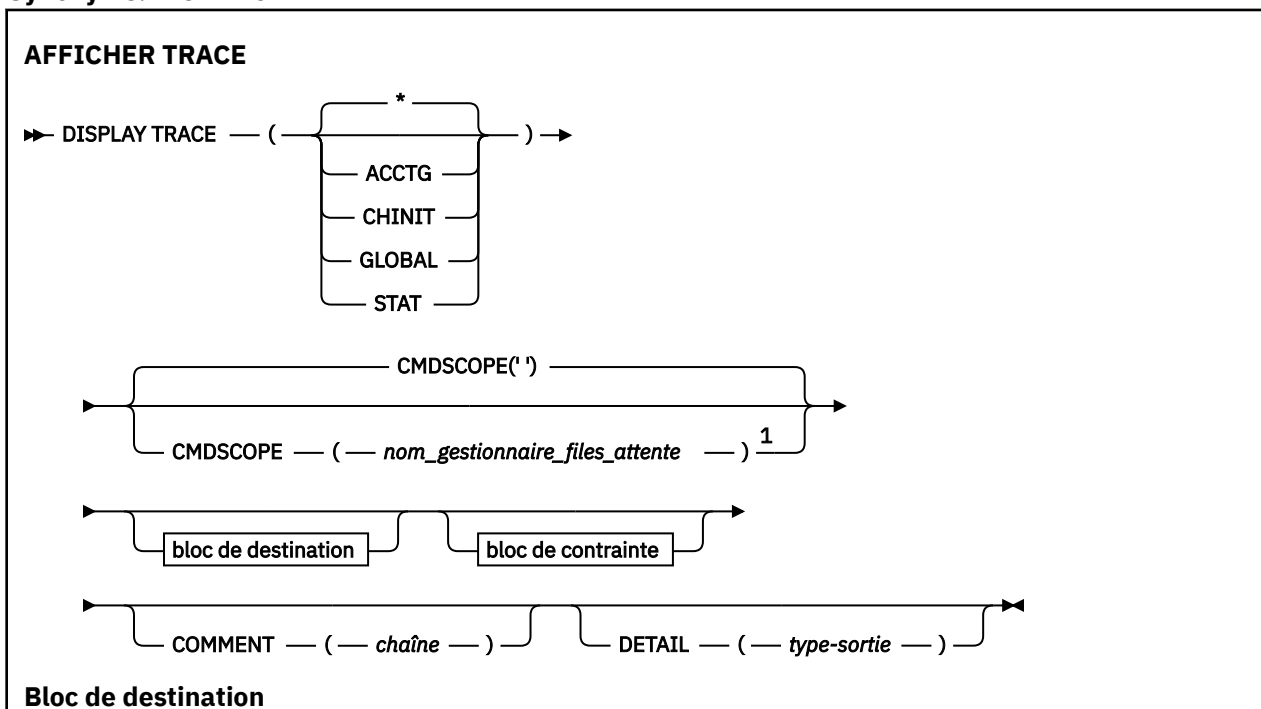 AFFICHER TRACE
*
DISPLAY TRACE ( )
ACCTG
CHINIT
GLOBAL
STAT
CMDSCOPE(' ')
CMDSCOPE ( nom_gestionnaire_files_attente ) 1
bloc de destination bloc de contrainte
COMMENT ( chaîne ) DETAIL ( type-sortie )
Bloc de destination